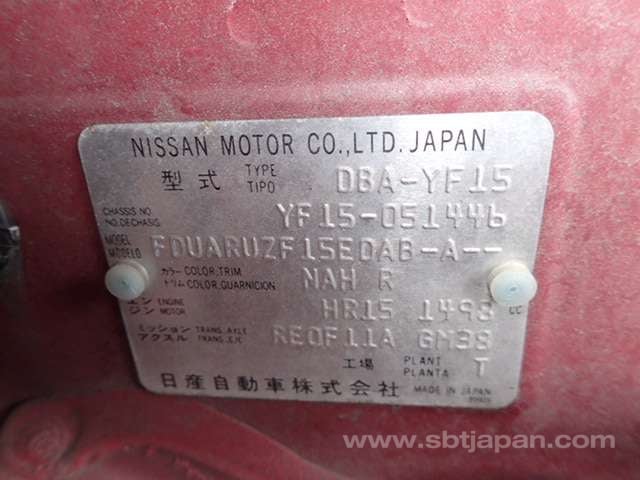 NISSAN MOTOR CO.,LTD. JAPAN
型式 TYPE TIPO DBA-YF15
CHASSIS NO NO.DECHASIS YF15-051446
MODEL MODELO FDUARUZF15EDAB-A--
カラー COLOR,TRIM トリム COLOR,GUARNICION NAH R
エンジン ENGINE MOTOR HR15 1498 CC
ミッション TRANS. AXLE アクスル TRANS. EJE RE0F11A GM38
工場 PLANT PLANTA T
日産自動車株式会社 MADE IN JAPAN
www.sbtjapan.com